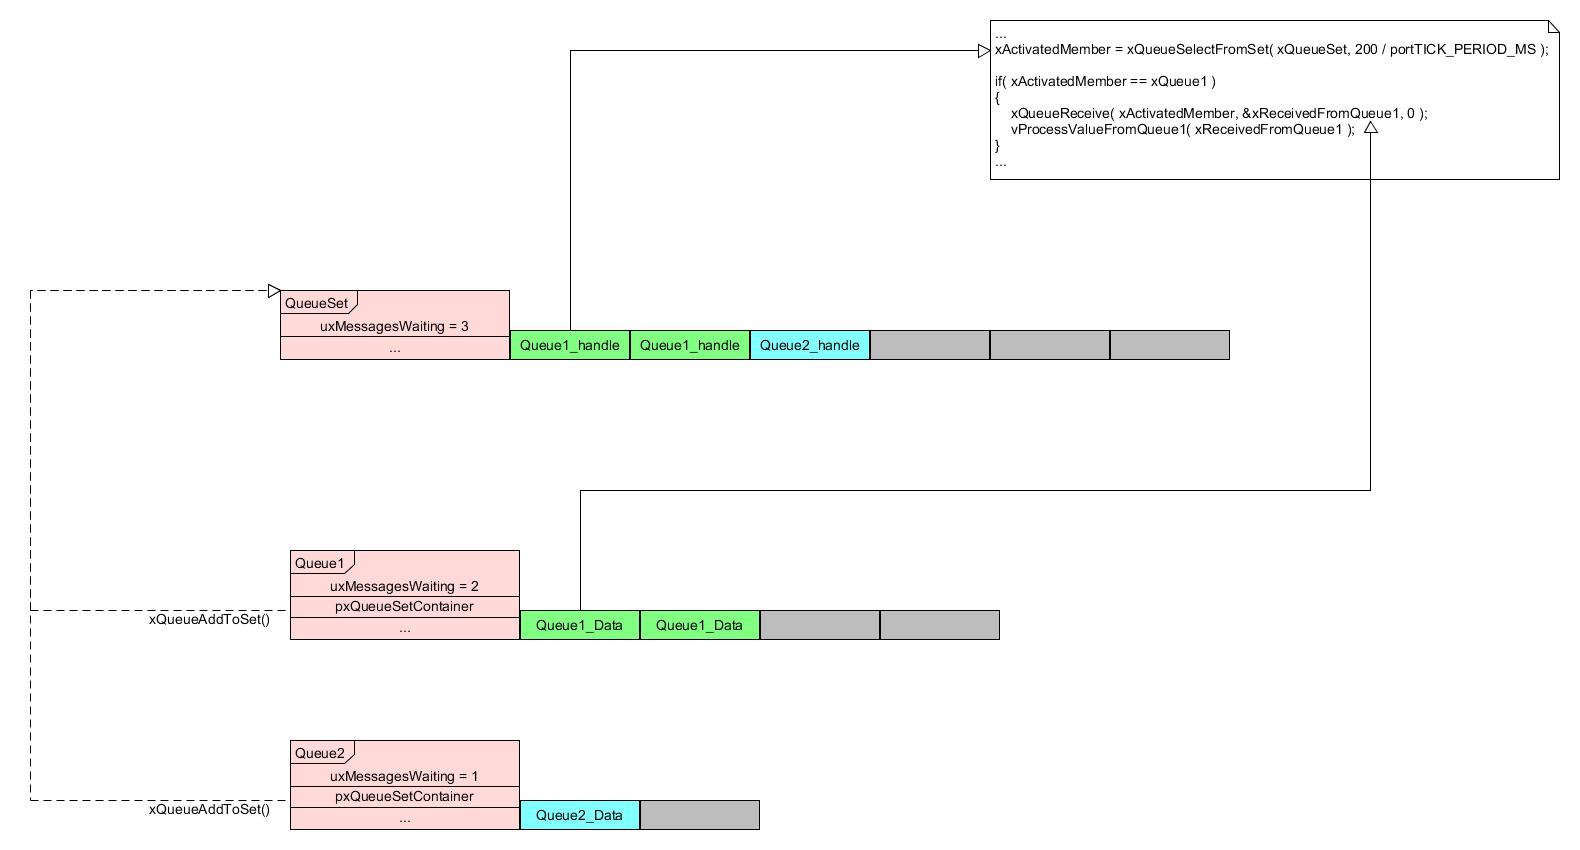 ...
xActivatedMember = xQueueSelectFromSet( xQueueSet, 200 / portTICK_PERIOD_MS );
if( xActivatedMember == xQueue1 )
{
xQueueReceive( xActivatedMember, &xReceivedFromQueue1, 0 );
vProcessValueFromQueue1( xReceivedFromQueue1 );
}
...
QueueSet
uxMessagesWaiting = 3
...
Queue1_handle Queue1_handle Queue2_handle
Queue1
uxMessagesWaiting = 2
pxQueueSetContainer
...
xQueueAddToSet()
Queue1_Data Queue1_Data
Queue2
uxMessagesWaiting = 1
pxQueueSetContainer
...
xQueueAddToSet()
Queue2_Data